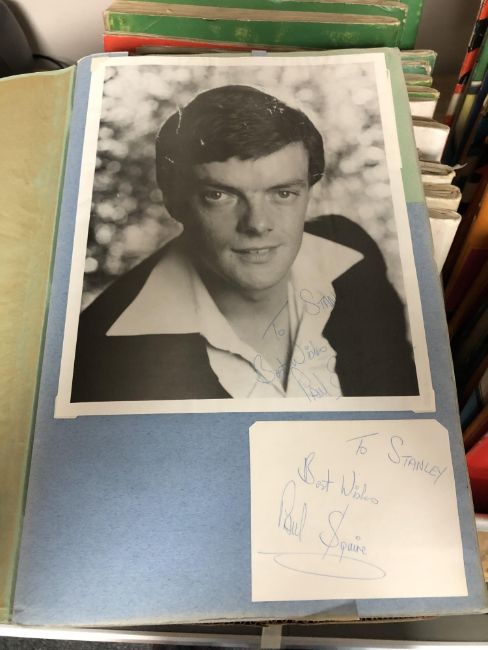 To Stan
Best Wishes
Paul S
To Stanley
Best Wishes
Paul Squire